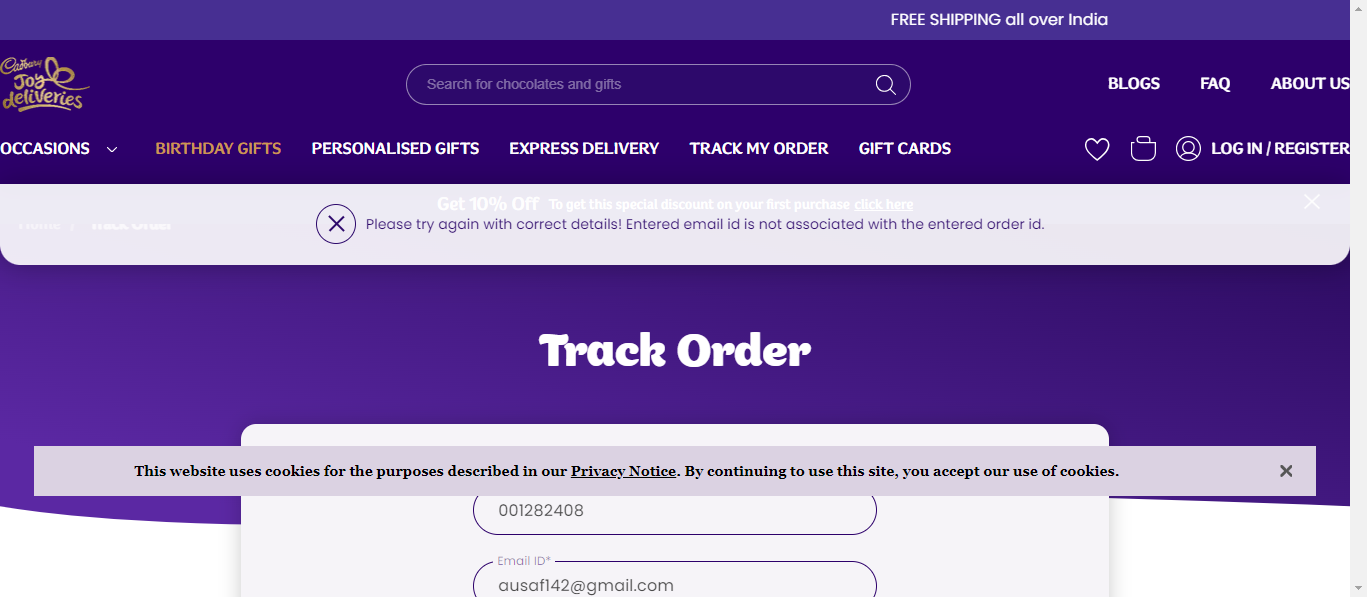 FREE SHIPPING all over India
Cadbury
Joy
deliveries
Search for chocolates and gifts
BLOGS FAQ ABOUT US
OCCASIONS BIRTHDAY GIFTS PERSONALISED GIFTS EXPRESS DELIVERY TRACK MY ORDER GIFT CARDS LOG IN / REGISTER
Get 10% Off To get this special discount on your first purchase click here
Home / Track Order
Please try again with correct details! Entered email id is not associated with the entered order id.
Track Order
This website uses cookies for the purposes described in our Privacy Notice. By continuing to use this site, you accept our use of cookies.
001282408
Email ID*
ausaf142@gmail.com